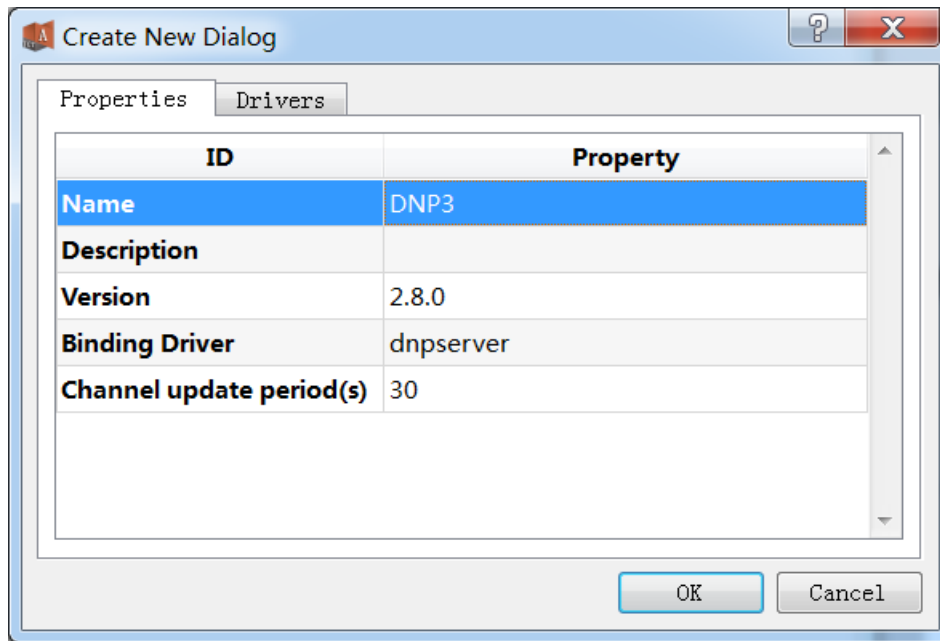 Create New Dialog
Properties Drivers
ID Property
Name DNP3
Description
Version 2.8.0
Binding Driver dnpserver
Channel update period(s) 30
OK Cancel